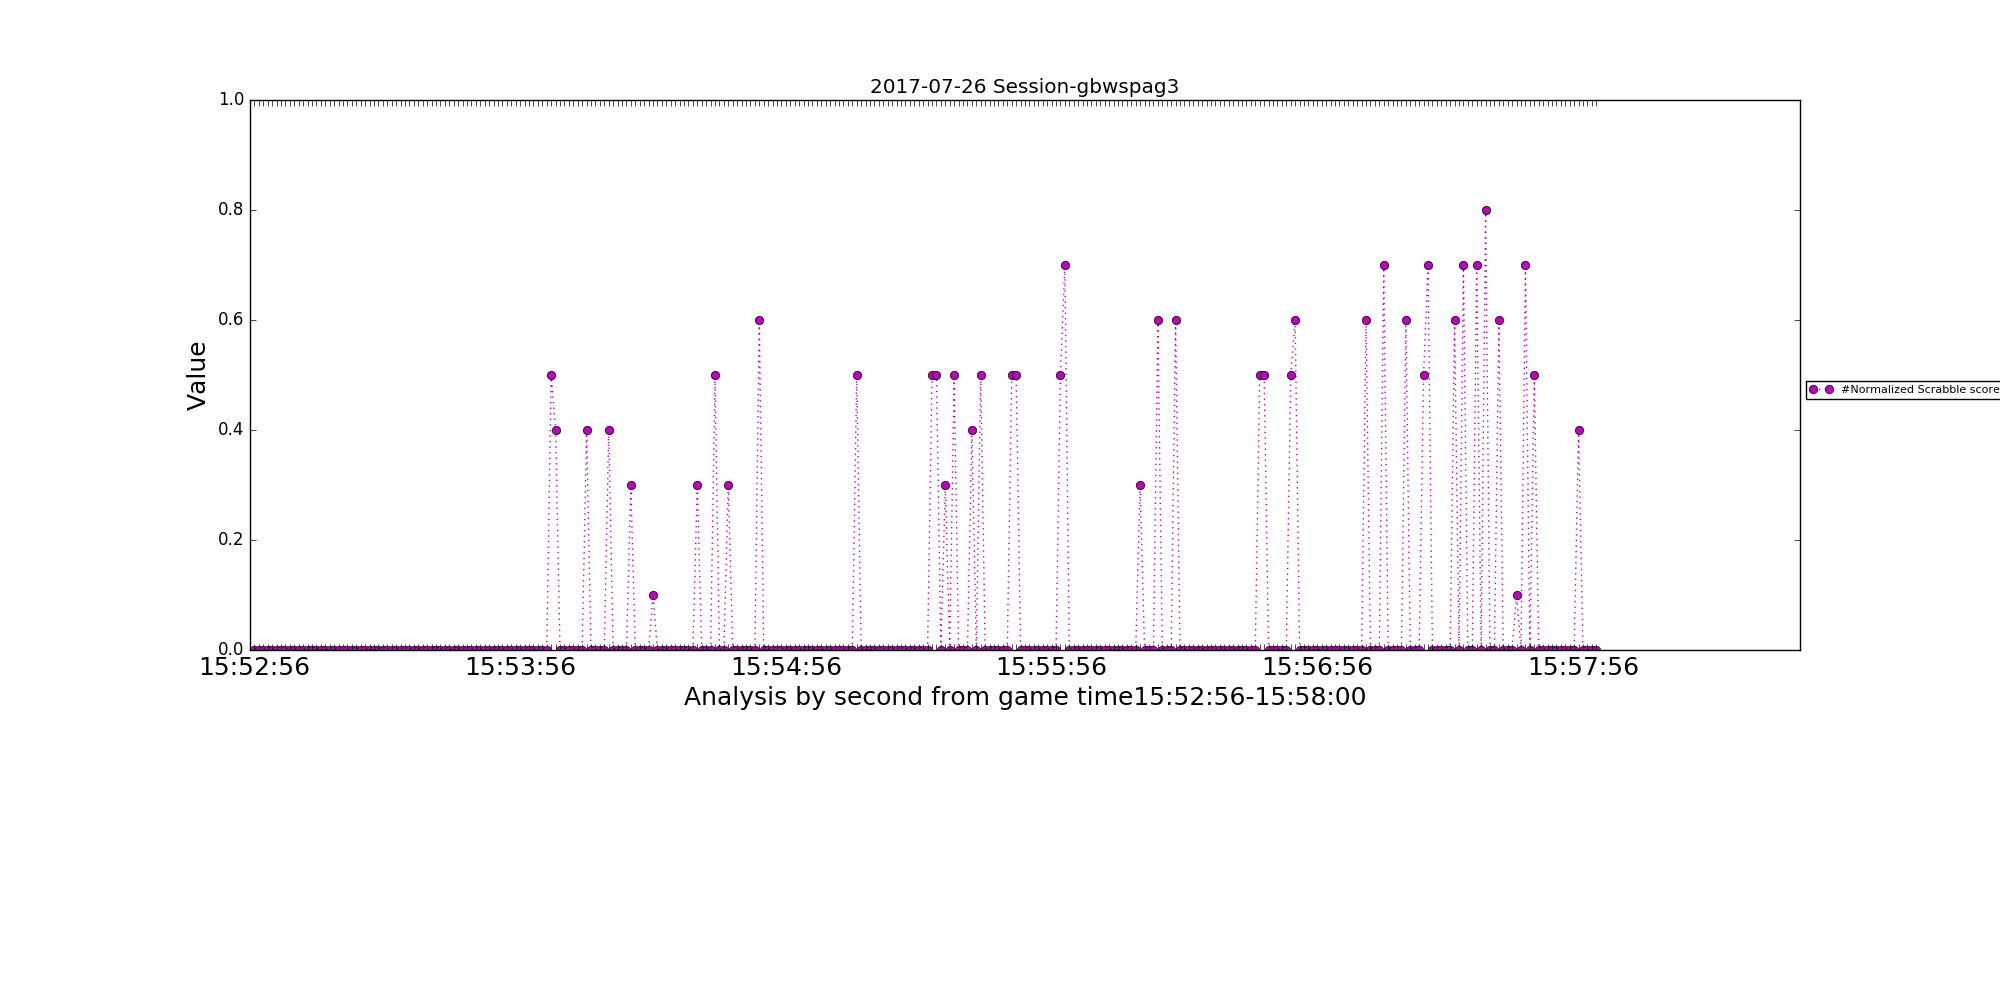 2017-07-26 Session-gbwspag3
1.0
0.8
0.6
0.4
0.2
0.0
Value
#Normalized Scrabble score
15:52:56 15:53:56 15:54:56 15:55:56 15:56:56 15:57:56
Analysis by second from game time15:52:56-15:58:00